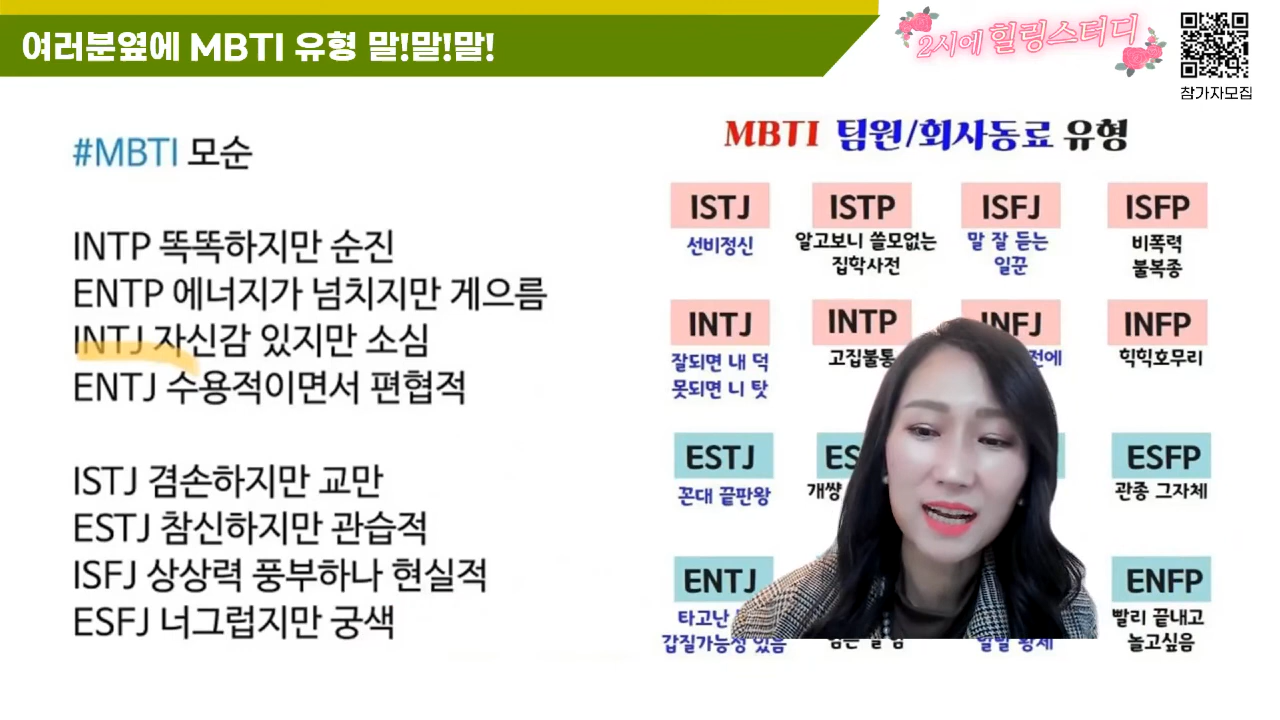 여러분옆에 MBTI 유형 말!말!말!
2시에 힐링스터디
참가자모집
#MBTI 모순
INTP 똑똑하지만 순진
ENTP 에너지가 넘치지만 게으름
INTJ 자신감 있지만 소심
ENTJ 수용적이면서 편협적
ISTJ 겸손하지만 교만
ESTJ 참신하지만 관습적
ISFJ 상상력 풍부하나 현실적
ESFJ 너그럽지만 궁색
MBTI 팀원/회사동료 유형
ISTJ
선비정신
ISTP
알고보니 쓸모없는
집학사전
ISFJ
말 잘 듣는
일꾼
ISFP
비폭력
불복종
INTJ
잘되면 내 덕
못되면 니 탓
INTP
고집불통
INFJ
전에
INFP
힉힉호무리
ESTJ
꼰대 끝판왕
ES
개썅
ESFP
관종 그자체
ENTJ
타고난
갑질가능성 있음
ENFP
빨리 끝내고
놀고싶음